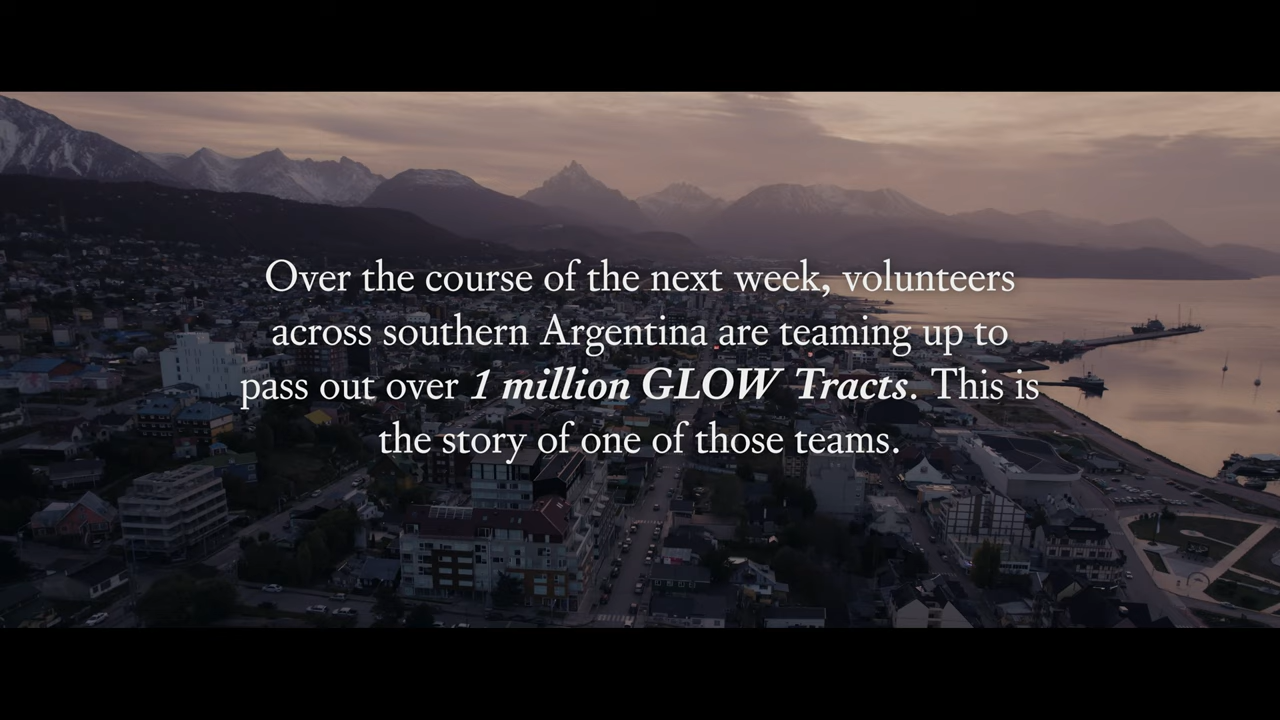 Over the course of the next week, volunteers
across southern Argentina are teaming up to
pass out over 1 million GLOW Tracts. This is
the story of one of those teams.